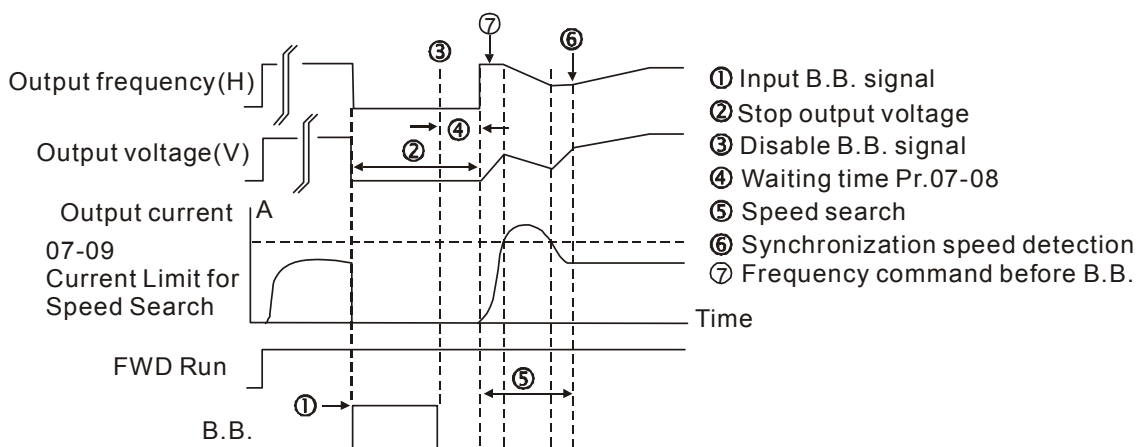 ⑦
③
⑥
Output frequency(H)
④
②
Output voltage(V)
Output current
A
07-09
Current Limit for
Speed Search
Time
FWD Run
⑤
①
B.B.
① Input B.B. signal
② Stop output voltage
③ Disable B.B. signal
④ Waiting time Pr.07-08
⑤ Speed search
⑥ Synchronization speed detection
⑦ Frequency command before B.B.